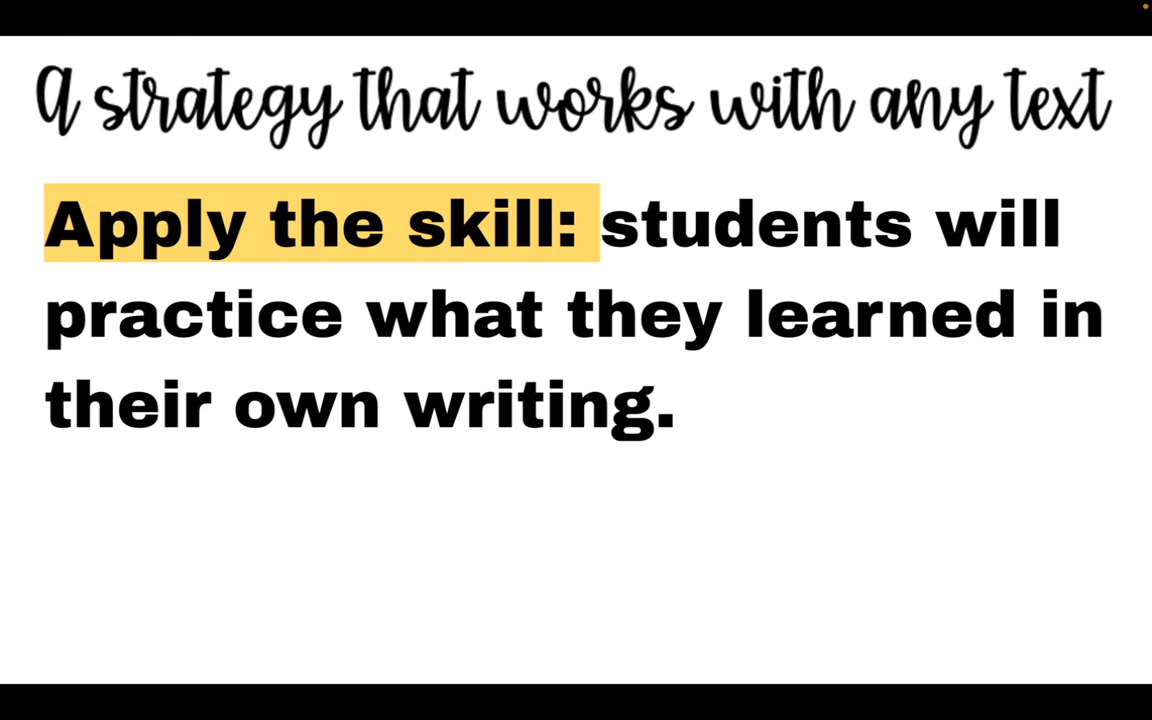 a strategy that works with any text
Apply the skill: students will
practice what they learned in
their own writing.